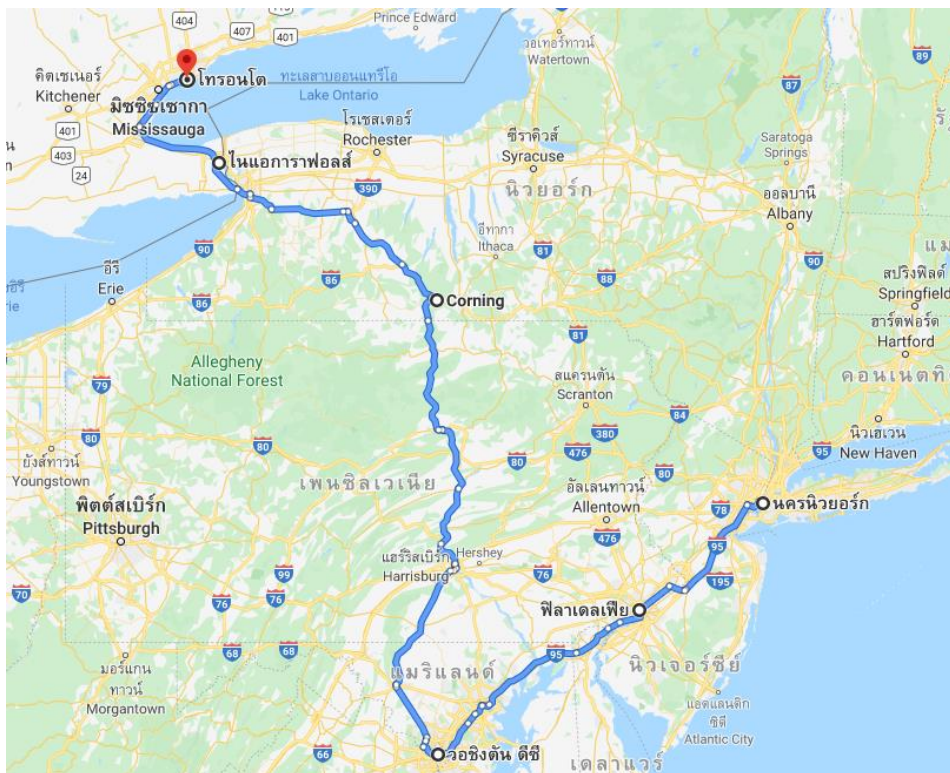 404
407
401
Prince Edward
วอเทอร์ทาวน์
Watertown
89
87
คิตเชเนอร์
Kitchener
โทรอนโต
ทะเลสาบออนแทรีโอ
Lake Ontario
มิซซิซเซากา
Mississauga
401
403
24
โรเชสเตอร์
Rochester
ซีราคิวส์
Syracuse
Saratoga
Springs
ไนแอการาฟอลส์
390
นิวยอร์ก
ออลบานี
Albany
90
อีทากา
Ithaca
81
90
อีรี
Erie
86
86
88
สปริงฟิลด์
Springfield
ฮาร์ตฟอร์ด
Hartford
Corning
81
Allegheny
National Forest
79
สแครนตัน
Scranton
84
คอนเนตทิ
380
476
80
80
ยังส์ทาวน์
Youngstown
80
80
95
นิวเฮเวน
New Haven
เพนซิลเวเนีย
อัลเลนทาวน์
Allentown
พิตต์สเบิร์ก
Pittsburgh
78
นครนิวยอร์ก
476
95
แฮร์ริสเบิร์ก
Harrisburg
Hershey
99
76
195
70
76
76
ฟิลาเดลเฟีย
68
68
95
นิวเจอร์ซีย์
มอร์แกน
ทาวน์
Morgantown
แมริแลนด์
แอตแลนติก
ซิตี
Atlantic City
66
วอชิงตัน ดีซี
เดลาแวร์